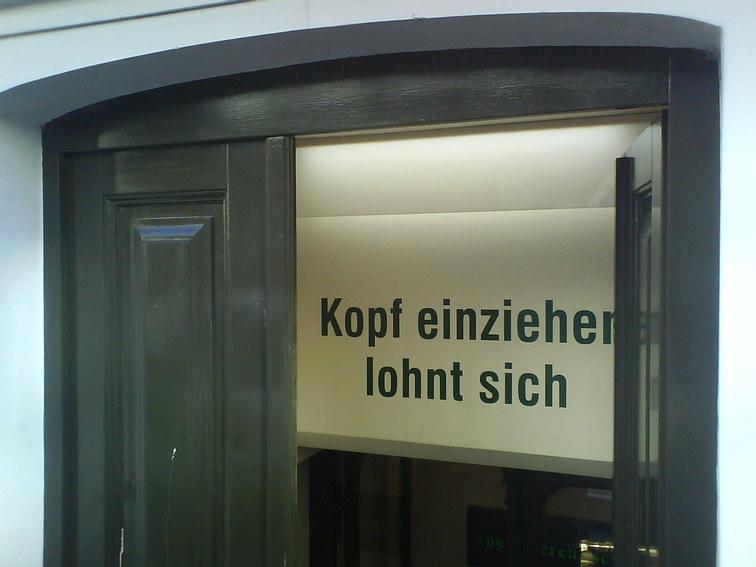 Kopf einziehen
lohnt sich